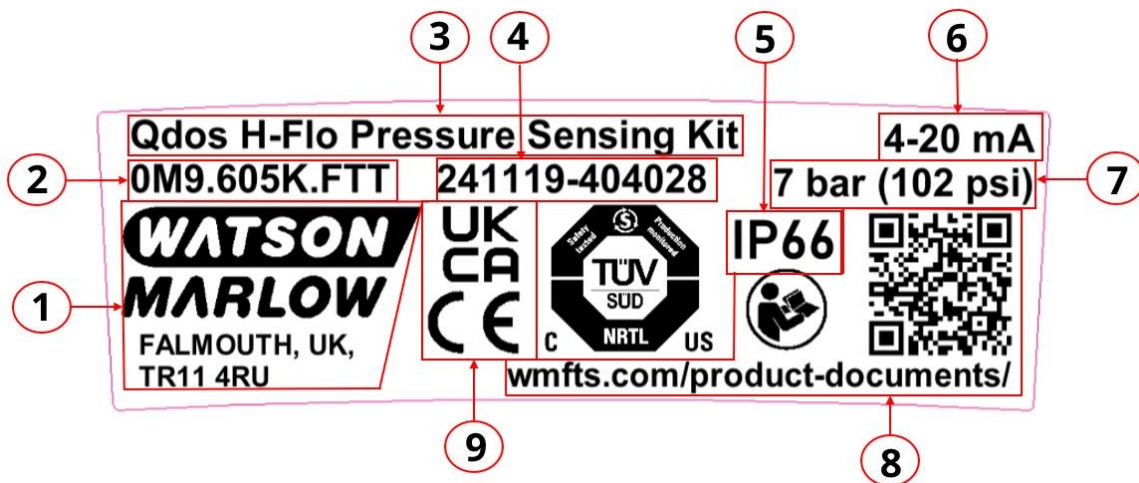 3 4 5 6
Qdos H-Flo Pressure Sensing Kit
4-20 mA
2
0M9.605K.FTT
241119-404028
7 bar (102 psi)
7
1
WATSON
MARLOW
FALMOUTH, UK,
TR11 4RU
UK
CA
CE
Safety tested
S
Production monitored
TÜV
SÜD
NRTL
C US
IP66
wmfts.com/product-documents/
9
8